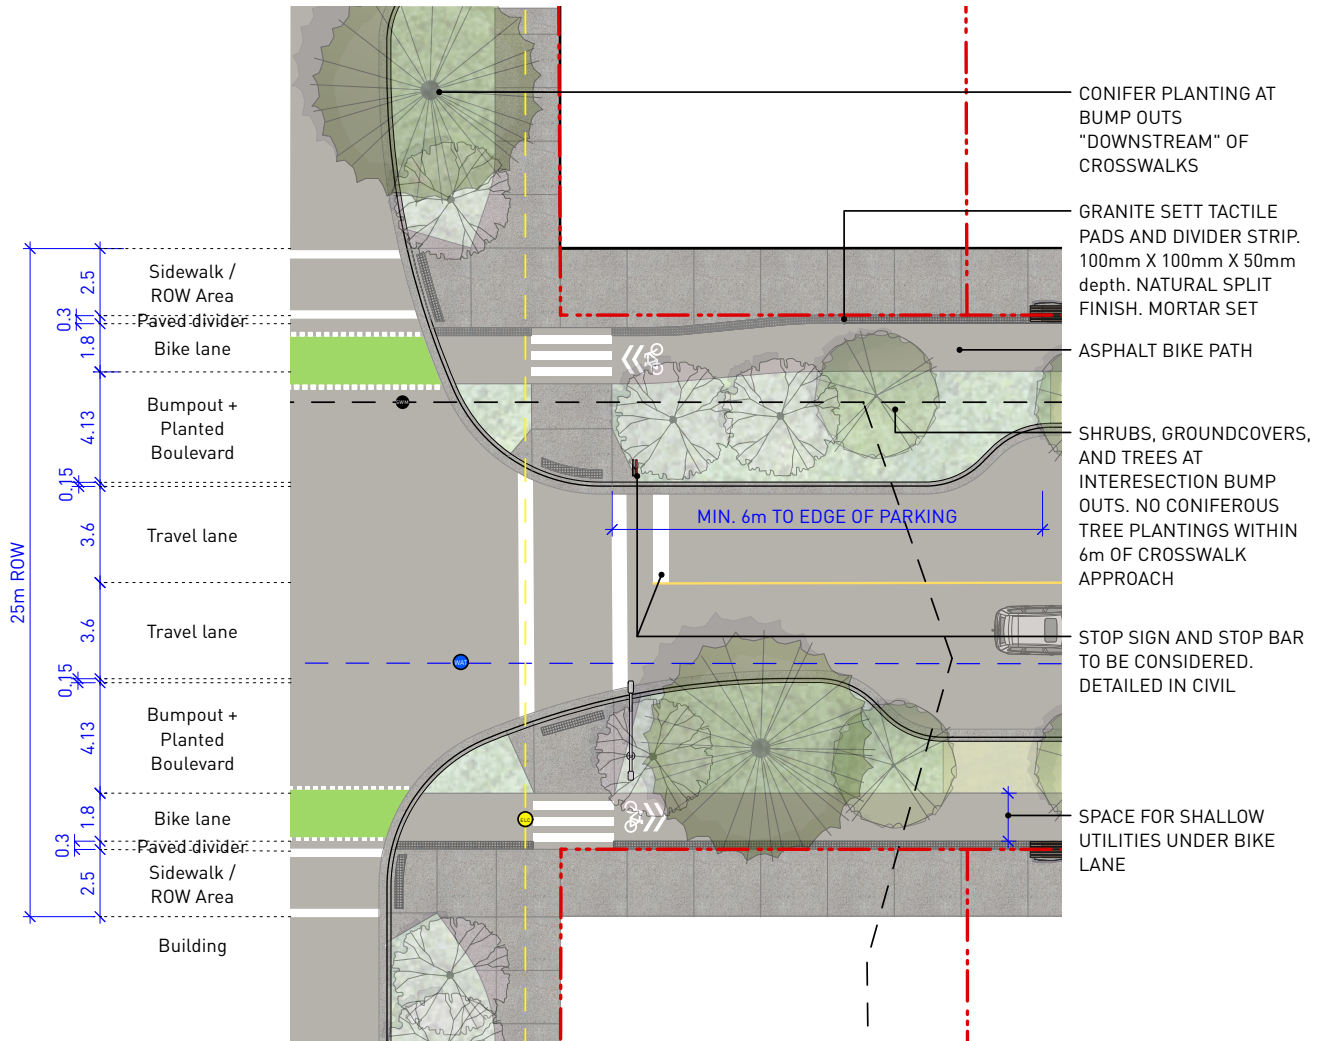 CONIFER PLANTING AT
BUMP OUTS
"DOWNSTREAM" OF
CROSSWALKS
GRANITE SETT TACTILE
PADS AND DIVIDER STRIP.
100mm X 100mm X 50mm
depth. NATURAL SPLIT
FINISH. MORTAR SET
ASPHALT BIKE PATH
SHRUBS, GROUNDCOVERS,
AND TREES AT
INTERESECTION BUMP
OUTS. NO CONIFEROUS
TREE PLANTINGS WITHIN
6m OF CROSSWALK
APPROACH
STOP SIGN AND STOP BAR
TO BE CONSIDERED.
DETAILED IN CIVIL
SPACE FOR SHALLOW
UTILITIES UNDER BIKE
LANE
MIN. 6m TO EDGE OF PARKING
WAT
ELC
25m ROW
2.5
Sidewalk /
ROW Area
0.3
Paved divider
1.8
Bike lane
4.13
Bumpout +
Planted
Boulevard
0.15
3.6
Travel lane
3.6
Travel lane
0.15
4.13
Bumpout +
Planted
Boulevard
1.8
Bike lane
0.3
Paved divider
2.5
Sidewalk /
ROW Area
Building